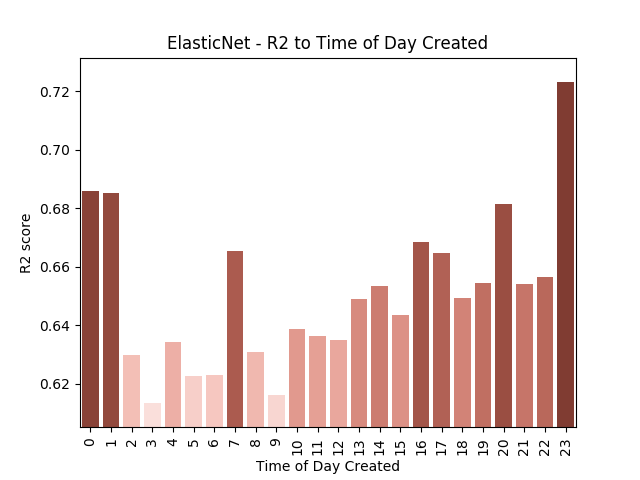 ElasticNet - R2 to Time of Day Created
R2 score
0.72
0.70
0.68
0.66
0.64
0.62
0 1 2 3 4 5 6 7 8 9 10 11 12 13 14 15 16 17 18 19 20 21 22 23
Time of Day Created